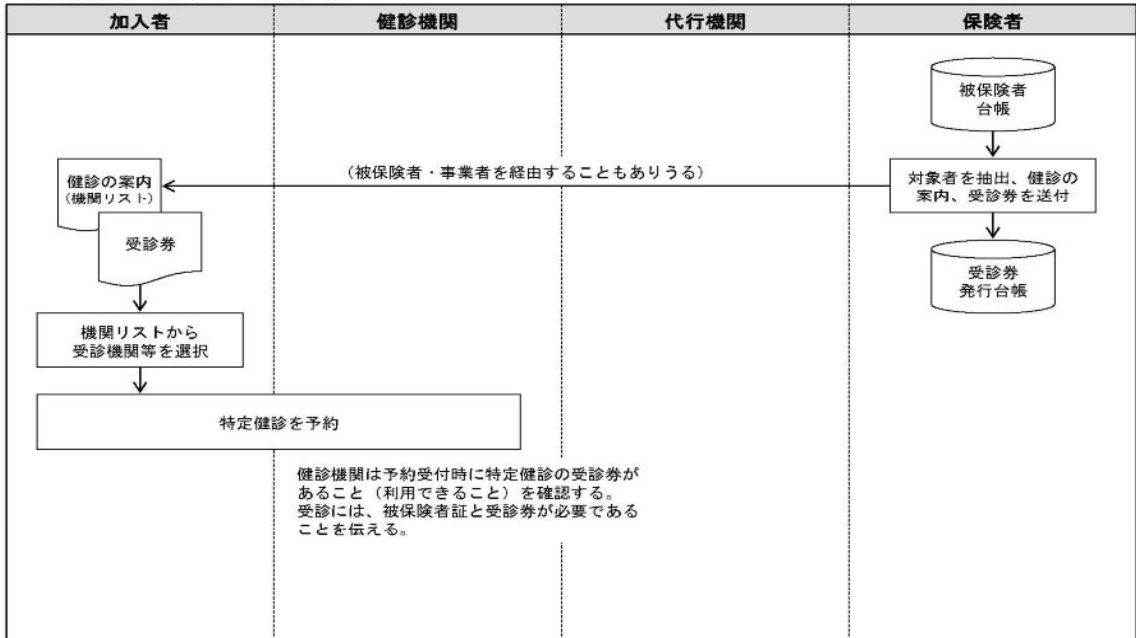 加入者
健診機関
代行機関
保険者
被保険者
台帳
(被保険者・事業者を経由することもありうる)
対象者を抽出、健診の
案内、受診券を送付
健診の案内
(機関リスト)
受診券
受診券
発行台帳
機関リストから
受診機関等を選択
特定健診を予約
健診機関は予約受付時に特定健診の受診券が
あること（利用できること）を確認する。
受診には、被保険者証と受診券が必要である
ことを伝える。